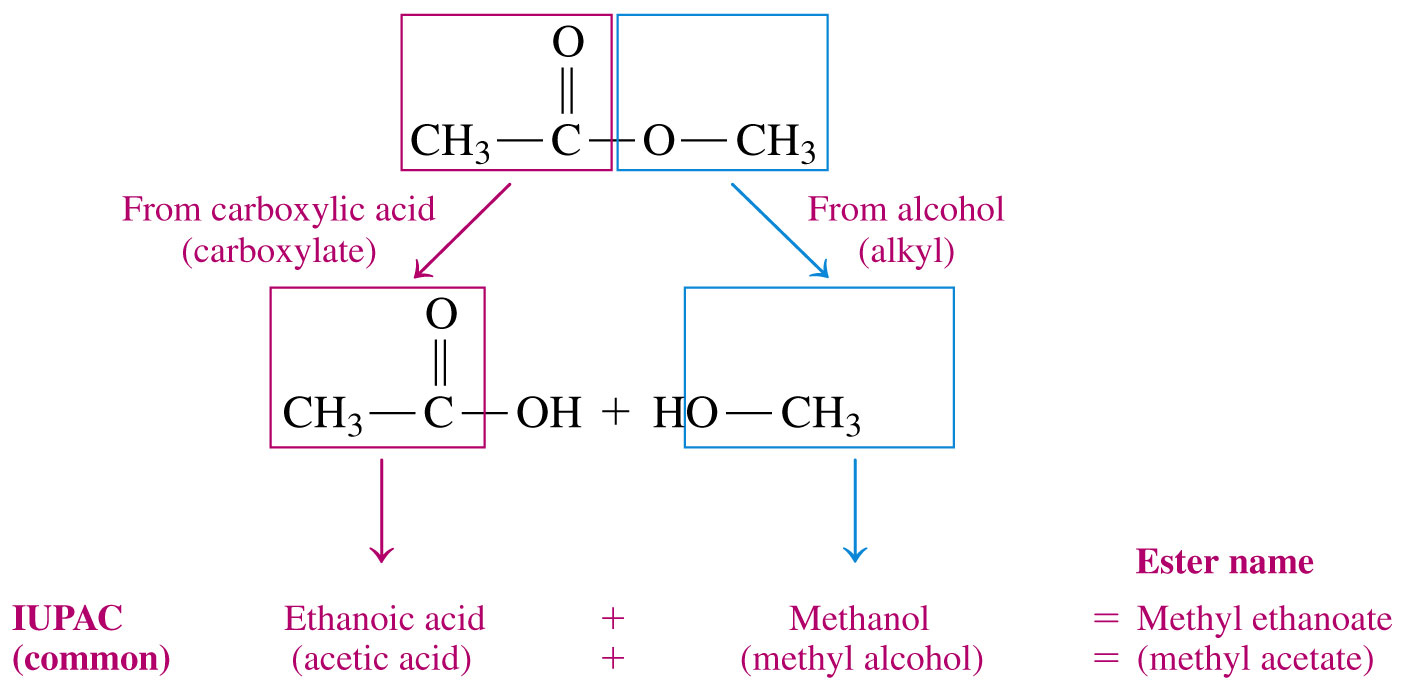 O
CH₃—C—O—CH₃
From carboxylic acid
(carboxylate)
From alcohol
(alkyl)
O
CH₃—C—OH + HO—CH₃
Ester name
IUPAC Ethanoic acid + Methanol = Methyl ethanoate
(common) (acetic acid) + (methyl alcohol) = (methyl acetate)